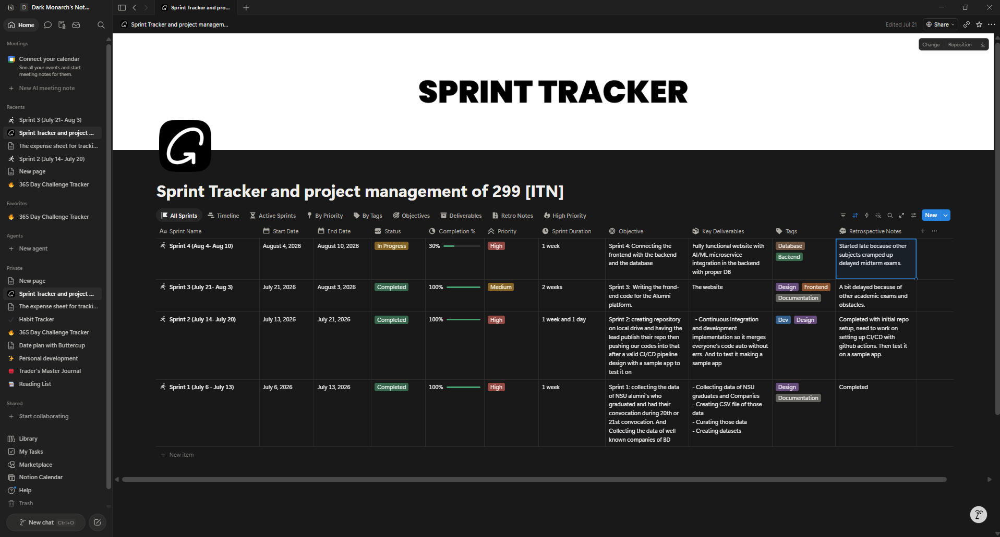 D Dark Monarch's Not...
Sprint Tracker and pro...
Home
Sprint Tracker and project managem...
Edited Jul 21
Share
Meetings
Connect your calendar
See all your events and start
meeting notes for them.
New AI meeting note
Recents
Sprint 3 (July 21- Aug 3)
Sprint Tracker and project ...
The expense sheet for tracki...
Sprint 2 (July 14- July 20)
New page
365 Day Challenge Tracker
Favorites
365 Day Challenge Tracker
Agents
New agent
Private
New page
Sprint Tracker and project ...
The expense sheet for tracki...
Habit Tracker
365 Day Challenge Tracker
Date plan with Buttercup
Personal development
Trader's Master Journal
Reading List
Shared
Start collaborating
Library
My Tasks
Marketplace
Notion Calendar
Help
Trash
New chat Ctrl+O
Change Reposition
SPRINT TRACKER
Sprint Tracker and project management of 299 [ITN]
All Sprints Timeline Active Sprints By Priority By Tags Objectives Deliverables Retro Notes High Priority
New
Aa Sprint Name Start Date End Date Status Completion % Priority Sprint Duration Objective Key Deliverables Tags Retrospective Notes
Sprint 4 (Aug 4- Aug 10)
August 4, 2026
August 10, 2026
In Progress
30%
High
1 week
Sprint 4: Connecting the
frontend with the backend
and the database
Fully functional website with
AI/ML microservice
integration in the backend
with proper DB
Database
Backend
Started late because other
subjects cramped up
delayed midterm exams.
Sprint 3 (July 21- Aug 3)
July 21, 2026
August 3, 2026
Completed
100%
Medium
2 weeks
Sprint 3: Writing the frond-
end code for the Alumni
platform.
The website
Design Frontend
Documentation
A bit delayed because of
other academic exams and
obstacles.
Sprint 2 (July 14- July 20)
July 13, 2026
July 21, 2026
Completed
100%
High
1 week and 1 day
Sprint 2: creating repository
on local drive and having the
lead publish their repo then
pushing our codes into that
after a valid CI/CD pipeline
design with a sample app to
test it on
• Continuous Integration
and development
implementation so it merges
everyone's code auto without
errs. And to test it making a
sample app
Dev Design
Completed with initial repo
setup, need to work on
setting up CI/CD with
github actions. Then test it
on a sample app.
Sprint 1 (July 6 - July 13)
July 6, 2026
July 13, 2026
Completed
100%
High
1 week
Sprint 1: collecting the data
of NSU alumni's who
graduated and had their
convocation during 20th or
21st convocation. And
Collecting the data of well
known companies of BD
- Collecting data of NSU
graduates and Companies
- Creating CSV file of those
data
- Curating those data
- Creating datasets
Design
Documentation
Completed
New item